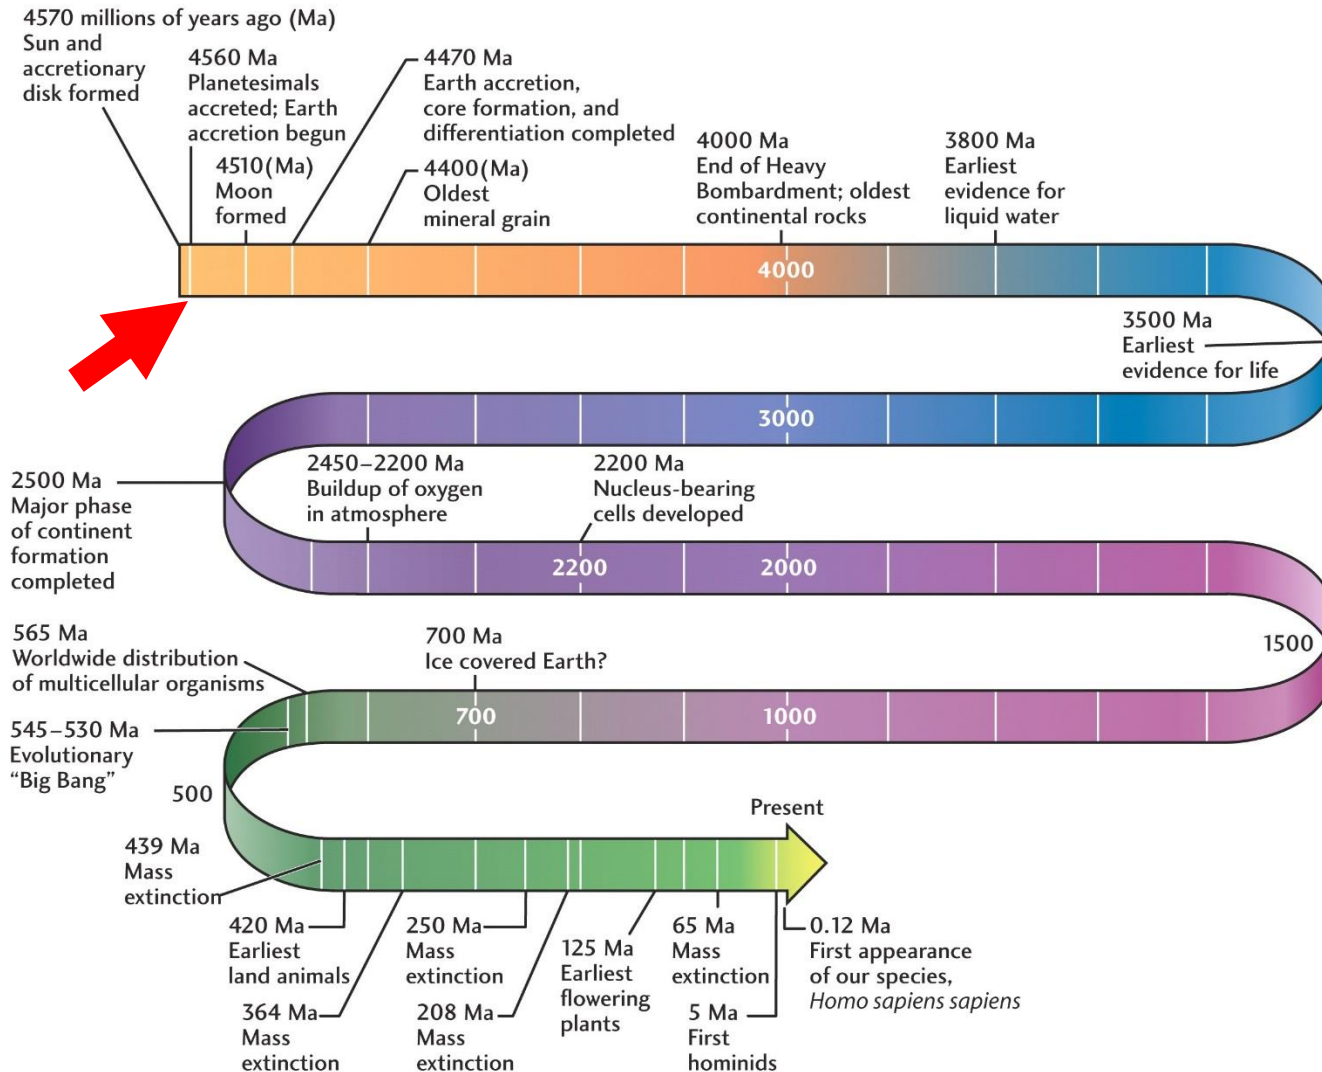 4570 millions of years ago (Ma)
Sun and
accretionary
disk formed
4560 Ma
Planetesimals
accreted; Earth
accretion begun
4510(Ma)
Moon
formed
4470 Ma
Earth accretion,
core formation, and
differentiation completed
4400(Ma)
Oldest
mineral grain
4000 Ma
End of Heavy
Bombardment; oldest
continental rocks
3800 Ma
Earliest
evidence for
liquid water
4000
3500 Ma
Earliest
evidence for life
3000
2500 Ma
Major phase
of continent
formation
completed
2450–2200 Ma
Buildup of oxygen
in atmosphere
2200 Ma
Nucleus-bearing
cells developed
2200
2000
1500
565 Ma
Worldwide distribution
of multicellular organisms
700 Ma
Ice covered Earth?
700
1000
545–530 Ma
Evolutionary
“Big Bang”
500
Present
439 Ma
Mass
extinction
420 Ma
Earliest
land animals
364 Ma
Mass
extinction
250 Ma
Mass
extinction
208 Ma
Mass
extinction
125 Ma
Earliest
flowering
plants
65 Ma
Mass
extinction
5 Ma
First
hominids
0.12 Ma
First appearance
of our species,
Homo sapiens sapiens